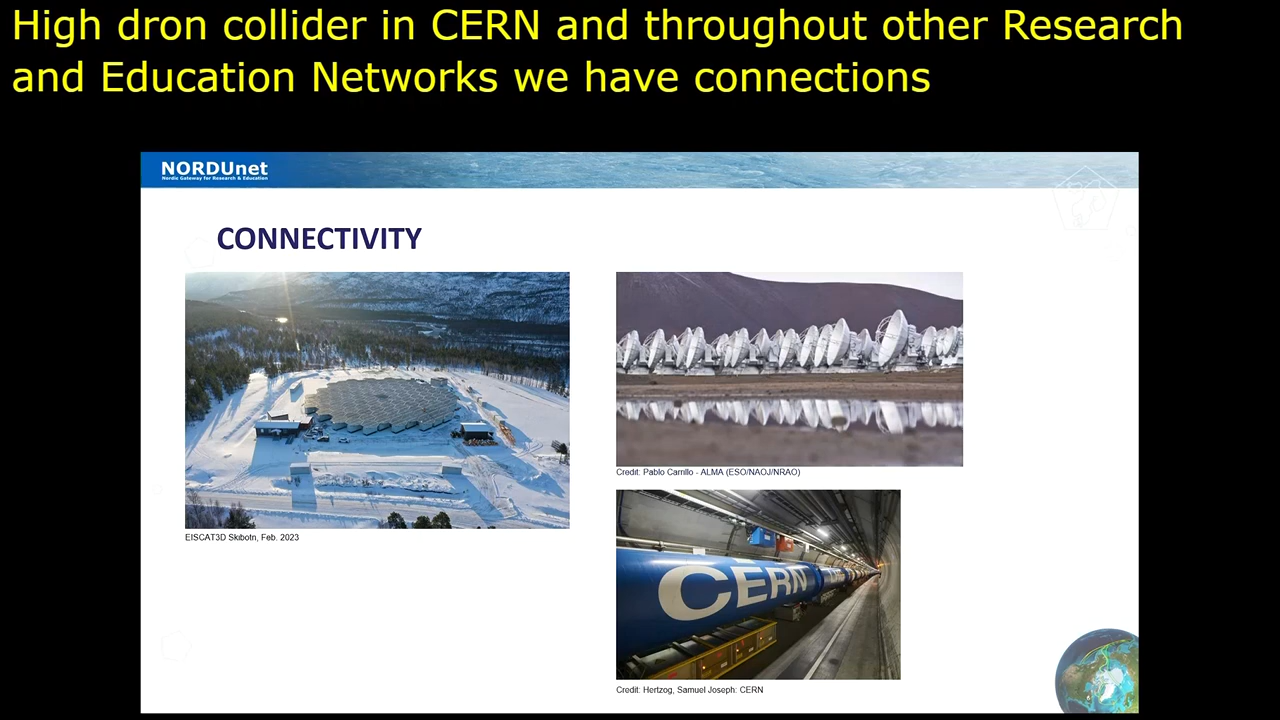 High dron collider in CERN and throughout other Research
and Education Networks we have connections
NORDUnet
Nordic Gateway for Research & Education
CONNECTIVITY
EISCAT3D Skibotn, Feb. 2023
Credit: Pablo Carrillo - ALMA (ESO/NAOJ/NRAO)
CERN
Credit: Hertzog, Samuel Joseph: CERN